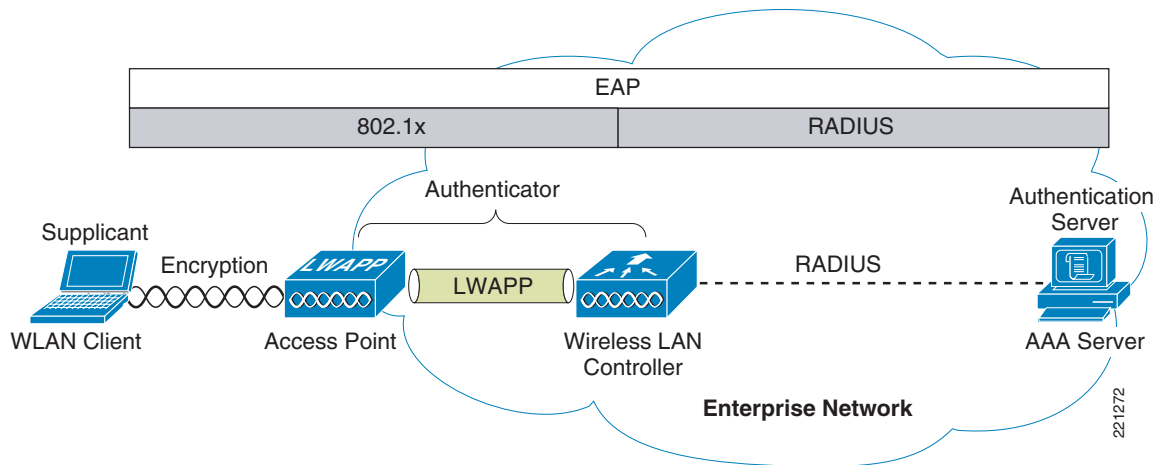 EAP
802.1x
RADIUS
Authenticator
Authentication
Server
Supplicant
Encryption
LWAPP
LWAPP
RADIUS
WLAN Client
Access Point
Wireless LAN
Controller
AAA Server
Enterprise Network
221272